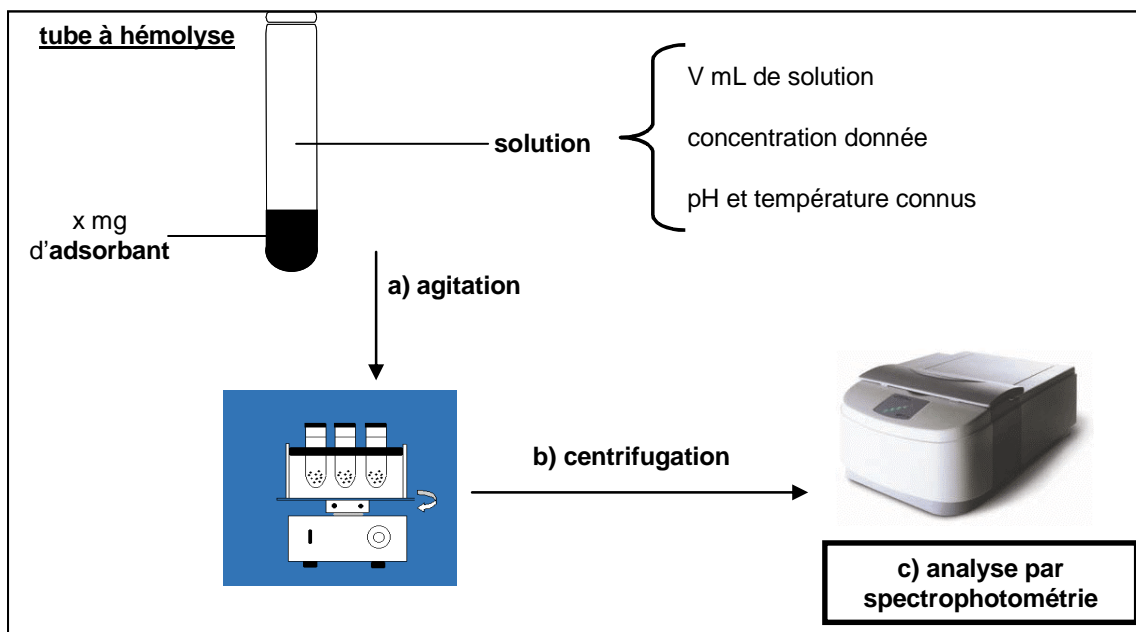 tube à hémolyse
V mL de solution
solution
concentration donnée
pH et température connus
x mg
d'adsorbant
a) agitation
b) centrifugation
c) analyse par
spectrophotométrie